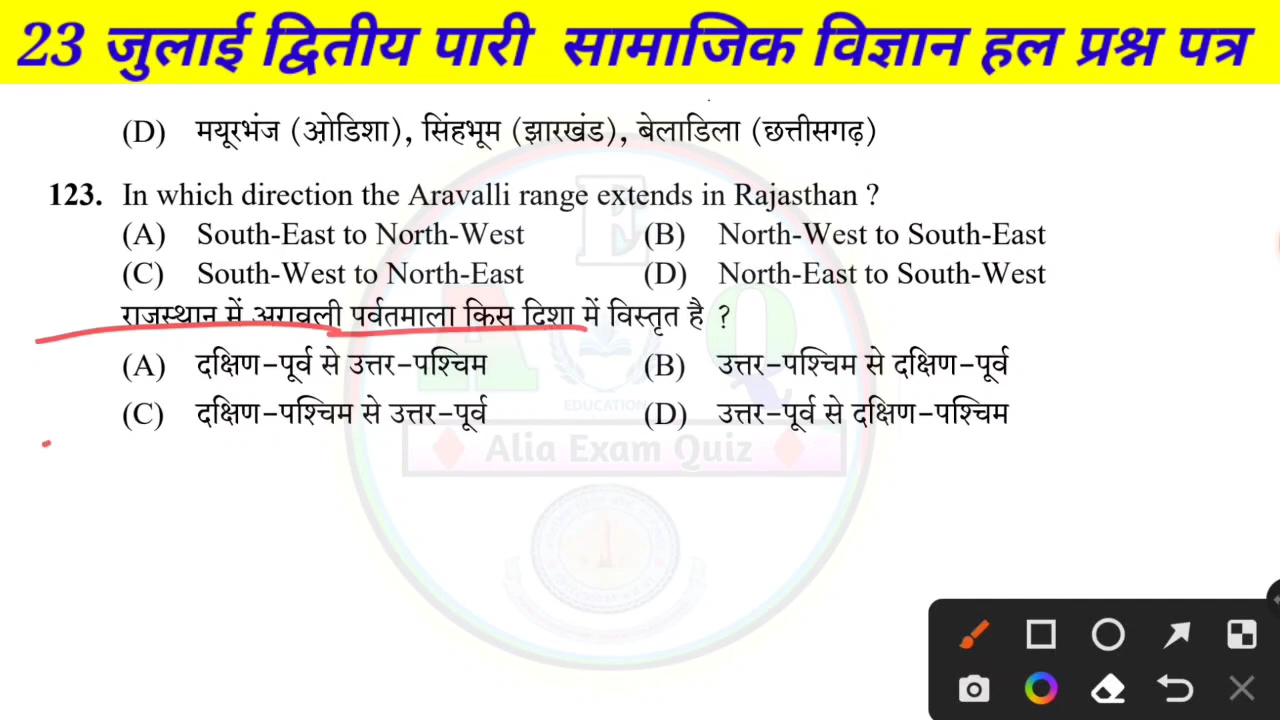 23 जुलाई द्वितीय पारी सामाजिक विज्ञान हल प्रश्न पत्र
(D) मयूरभंज (ओ़डिशा), सिंहभूम (झारखंड), बेलाडिला (छत्तीसगढ़)
123. In which direction the Aravalli range extends in Rajasthan ?
(A) South-East to North-West (B) North-West to South-East
(C) South-West to North-East (D) North-East to South-West
राजस्थान में अरावली पर्वतमाला किस दिशा में विस्तृत है ?
(A) दक्षिण-पूर्व से उत्तर-पश्चिम (B) उत्तर-पश्चिम से दक्षिण-पूर्व
(C) दक्षिण-पश्चिम से उत्तर-पूर्व (D) उत्तर-पूर्व से दक्षिण-पश्चिम
E
A Q
EDUCATION
Alia Exam Quiz